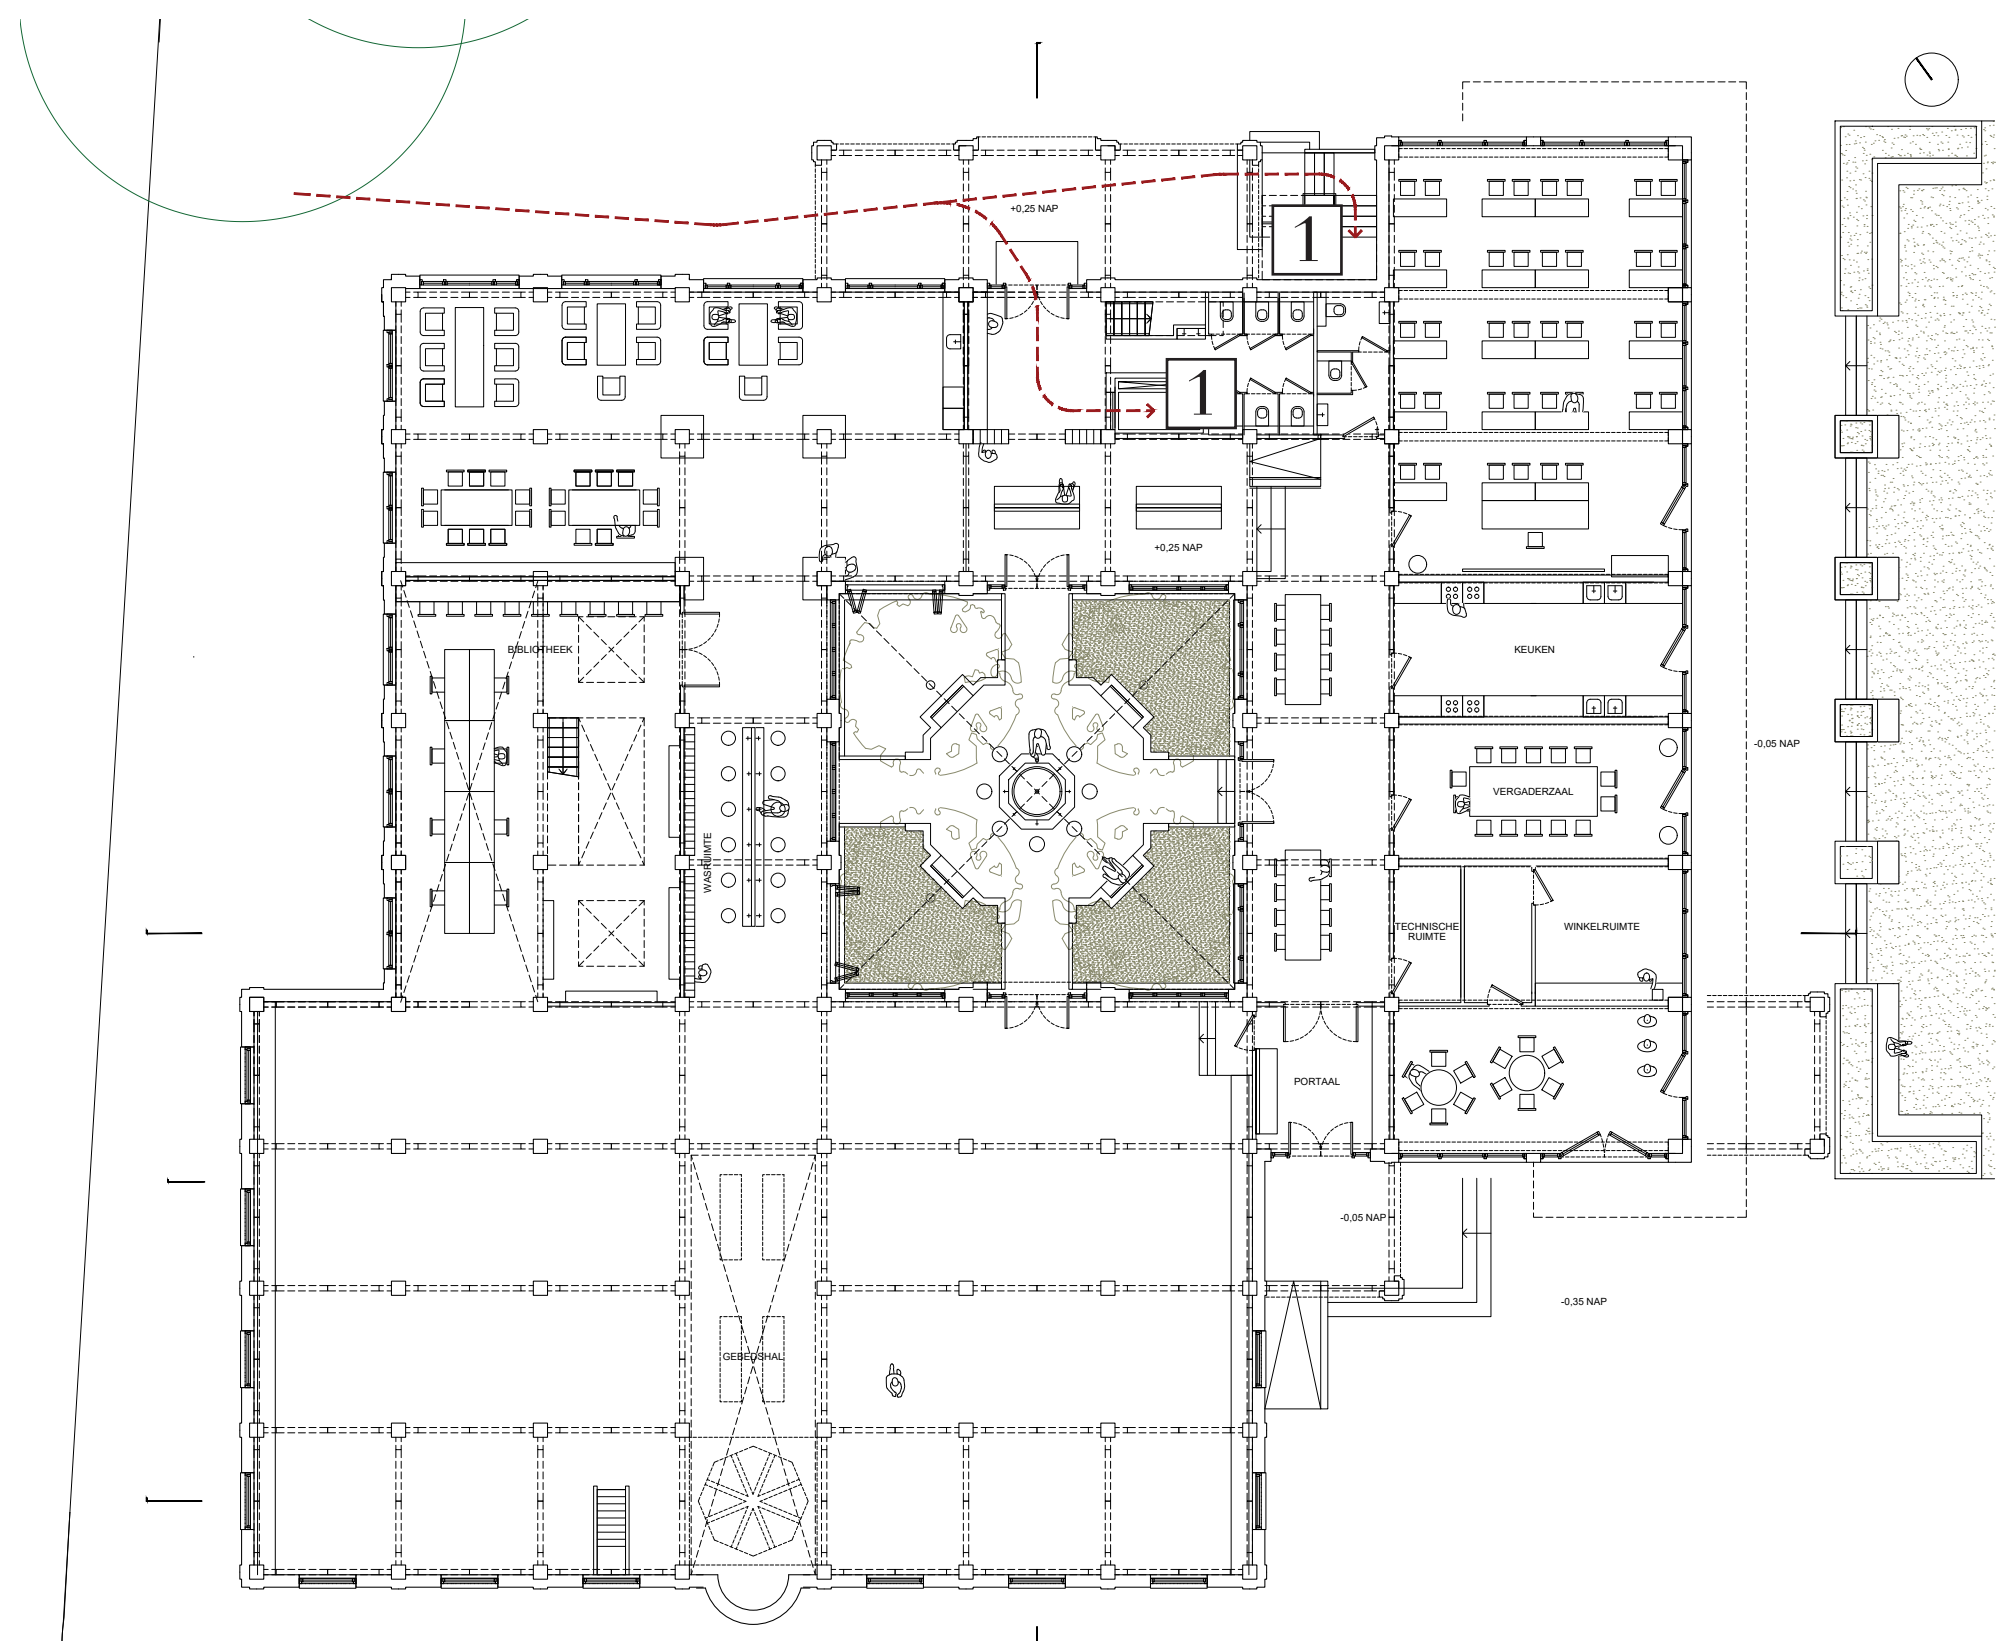 +0,25 NAP
1
1
+0,25 NAP
BIBLIOTHEEK
KEUKEN
-0,05 NAP
VERGADERZAAL
WASRUIMTE
TECHNISCHE
RUIMTE
WINKELRUIMTE
PORTAAL
-0,05 NAP
-0,35 NAP
GEBEDSHAL